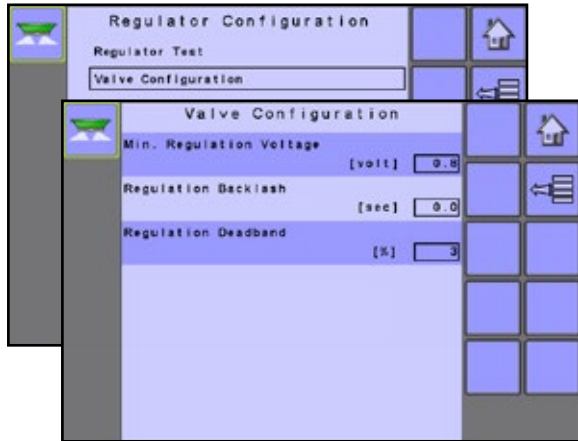 Regulator Configuration
Regulator Test
Valve Configuration
Valve Configuration
Min. Regulation Voltage
[volt] 0.8
Regulation Backlash
[sec] 0.0
Regulation Deadband
[%] 3